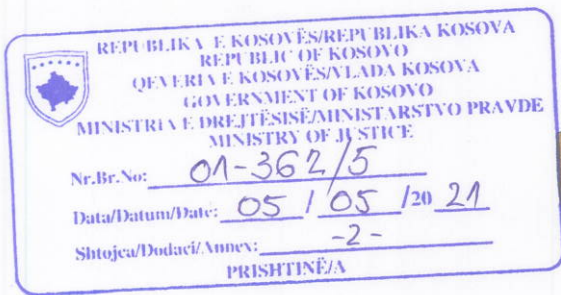 REPUBLIKA E KOSOVËS/REPUBLIKA KOSOVA
REPUBLIC OF KOSOVO
QEVERIA E KOSOVËS/VLADA KOSOVA
GOVERNMENT OF KOSOVO
MINISTRIA E DREJTËSISË/MINISTARSTVO PRAVDE
MINISTRY OF JUSTICE
Nr.Br.No: 01-362/5
Data/Datum/Date: 05 / 05 /20 21
Shtojca/Dodaci/Annex: -2-
PRISHTINË/A